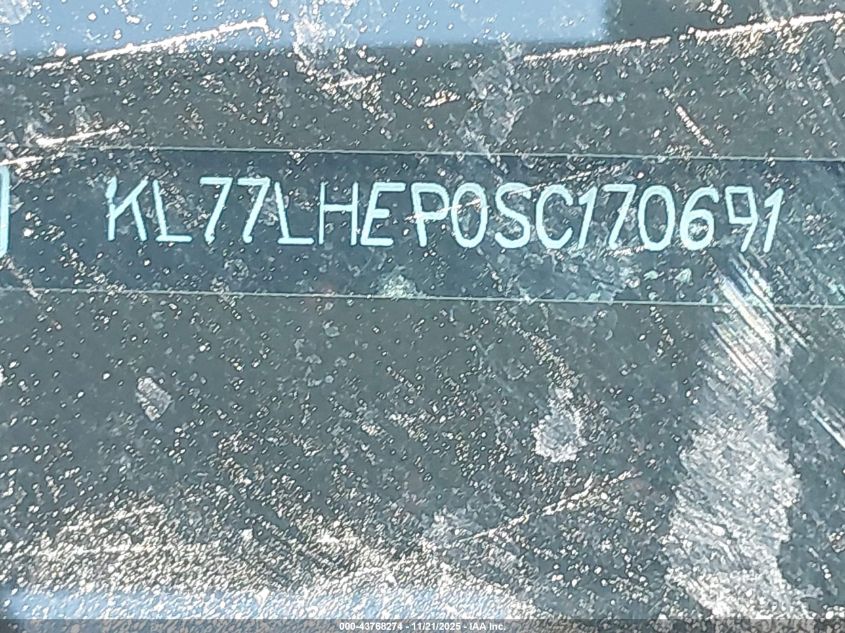 KL77LHEP0SC170691
000-43768274 - 11/21/2025 - IAA Inc.